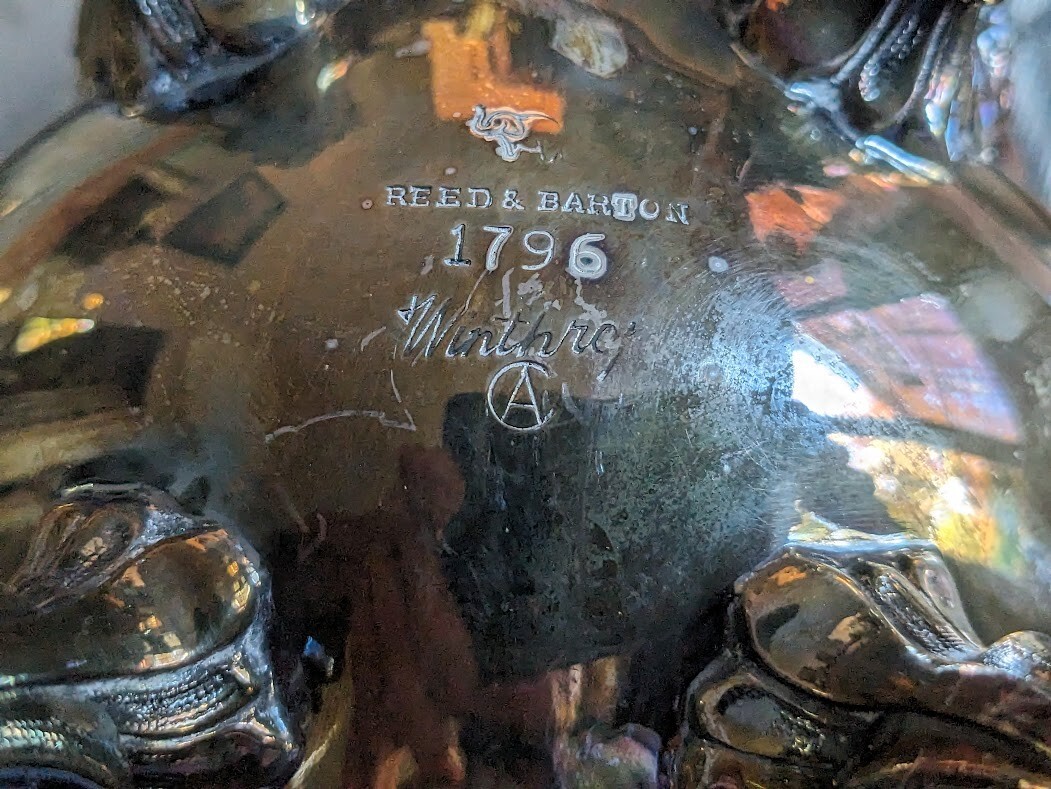 REED & BARTON
1796
Winthrop
A